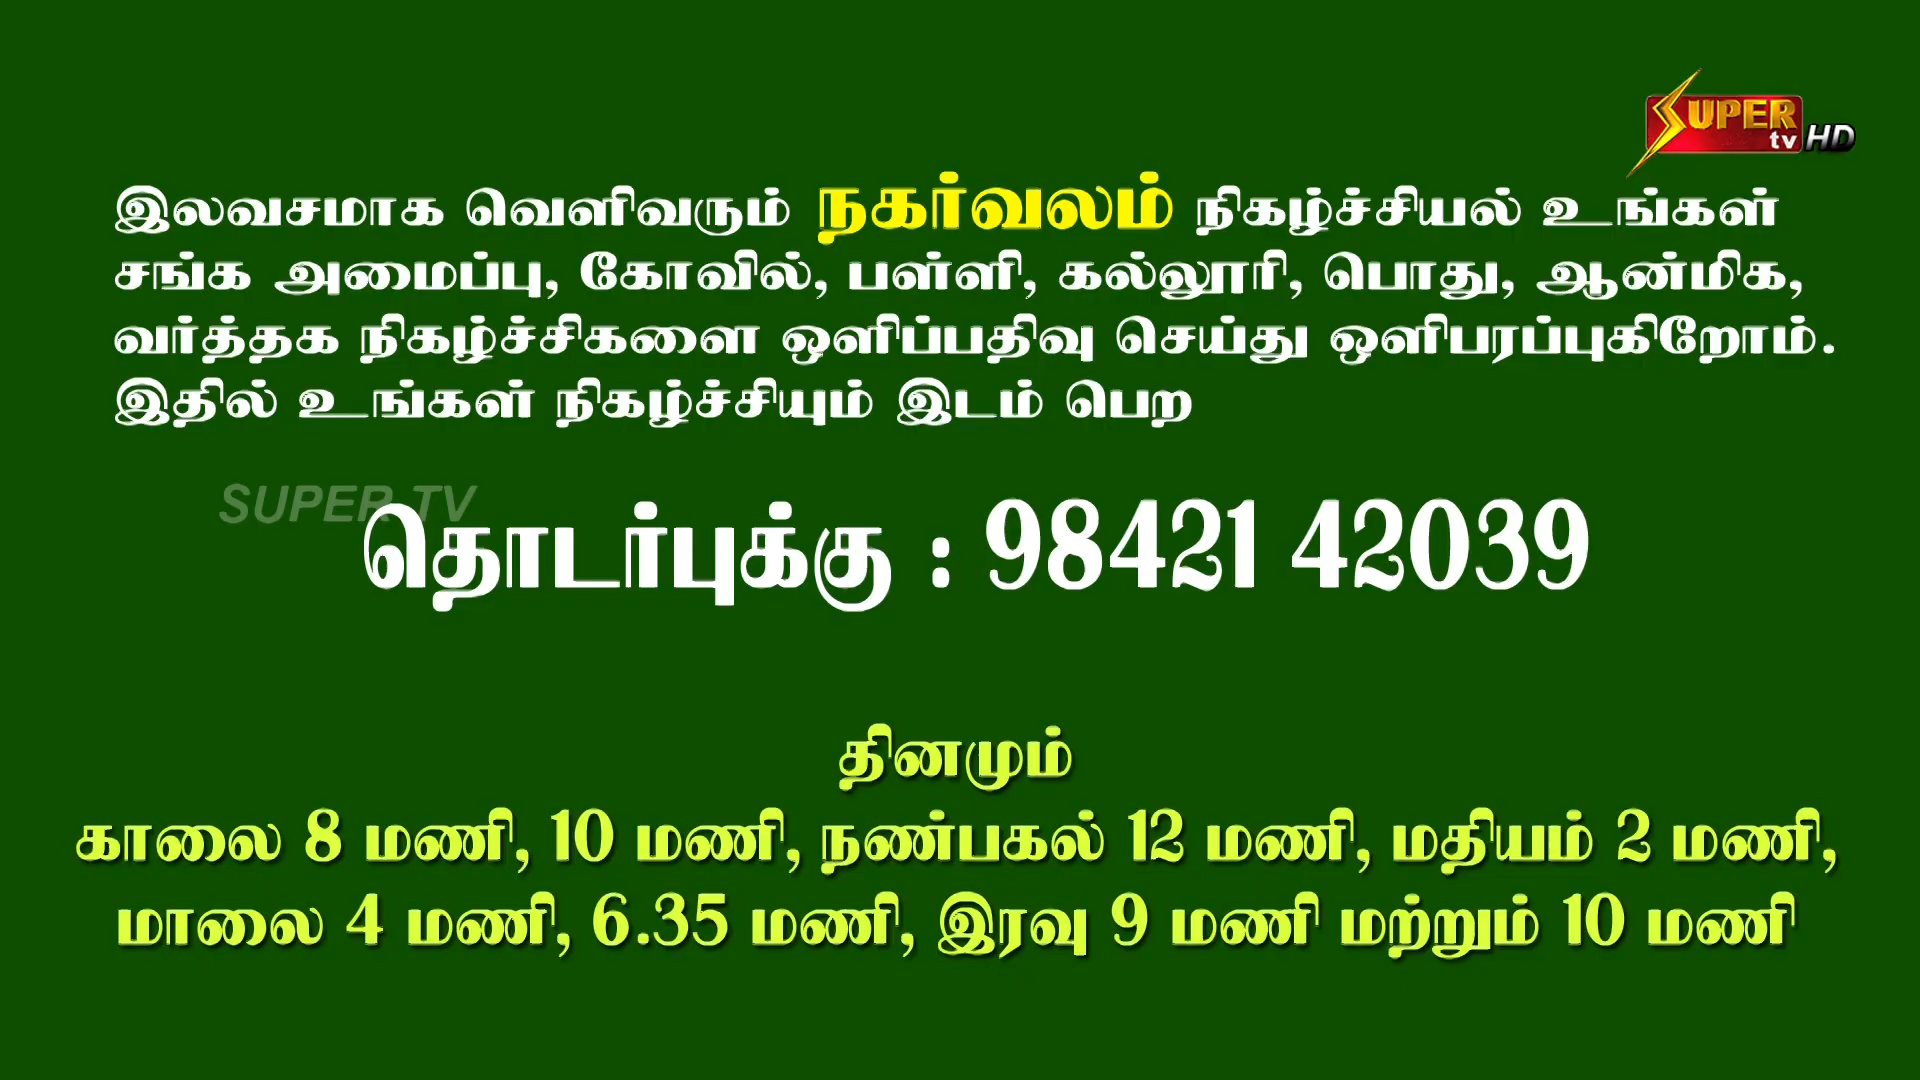 SUPER
tv HD
இலவசமாக வெளிவரும் நகர்வலம் நிகழ்ச்சியல் உங்கள்
சங்க அமைப்பு, கோவில், பள்ளி, கல்லூரி, பொது, ஆன்மிக,
வர்த்தக நிகழ்ச்சிகளை ஒளிப்பதிவு செய்து ஒளிபரப்புகிறோம்.
இதில் உங்கள் நிகழ்ச்சியும் இடம் பெற
SUPER TV
தொடர்புக்கு : 98421 42039
தினமும்
காலை 8 மணி, 10 மணி, நண்பகல் 12 மணி, மதியம் 2 மணி,
மாலை 4 மணி, 6.35 மணி, இரவு 9 மணி மற்றும் 10 மணி